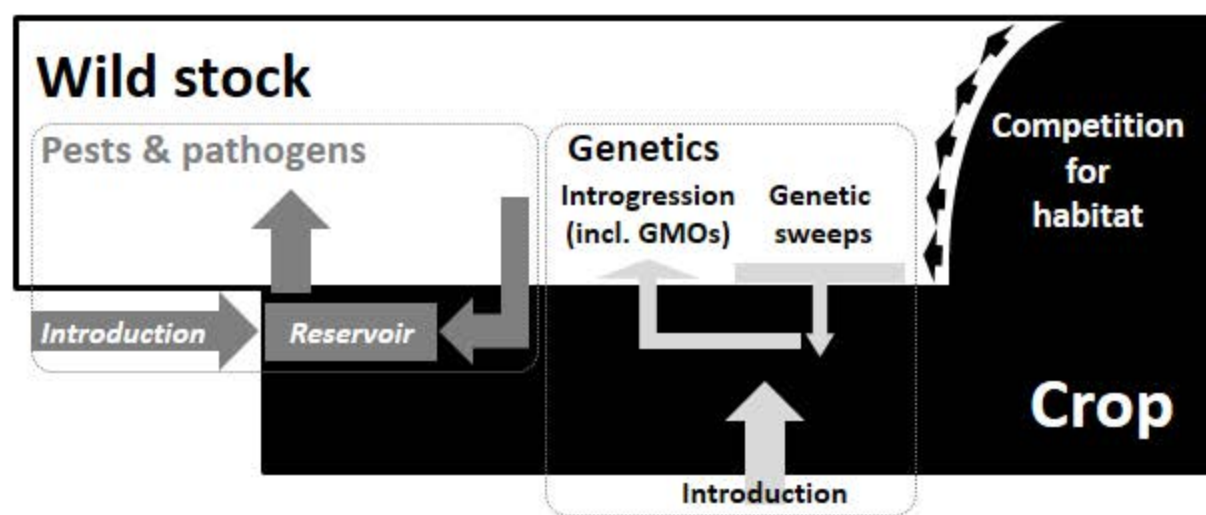 Wild stock
Pests & pathogens
Introduction
Reservoir
Genetics
Introgression
(incl. GMOs)
Genetic
sweeps
Introduction
Competition
for
habitat
Crop